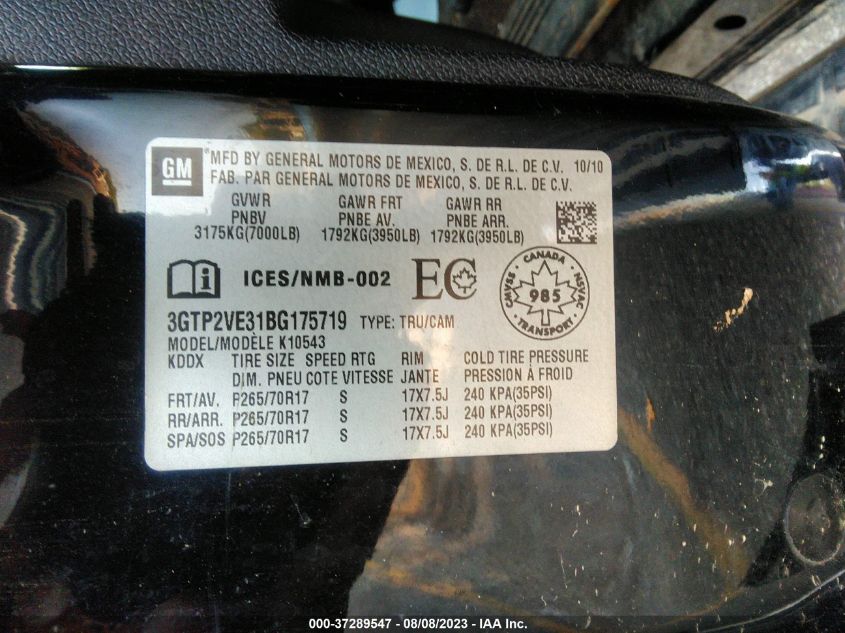 GM
MFD BY GENERAL MOTORS DE MEXICO, S. DE R.L. DE C.V. 10/10
FAB. PAR GENERAL MOTORS DE MEXICO, S. DE R.L. DE C.V.
GVWR GAWR FRT GAWR RR
PNBV PNBE AV. PNBE ARR.
3175KG(7000LB) 1792KG(3950LB) 1792KG(3950LB)
ICES/NMB-002 EC
CANADA
CMVSS 985 NSVAC
TRANSPORT
3GTP2VE31BG175719 TYPE: TRU/CAM
MODEL/MODÈLE K10543
KDDX TIRE SIZE SPEED RTG RIM COLD TIRE PRESSURE
DIM. PNEU COTE VITESSE JANTE PRESSION À FROID
FRT/AV. P265/70R17 S 17X7.5J 240 KPA(35PSI)
RR/ARR. P265/70R17 S 17X7.5J 240 KPA(35PSI)
SPA/SOS P265/70R17 S 17X7.5J 240 KPA(35PSI)
000-37289547 - 08/08/2023 - IAA Inc.